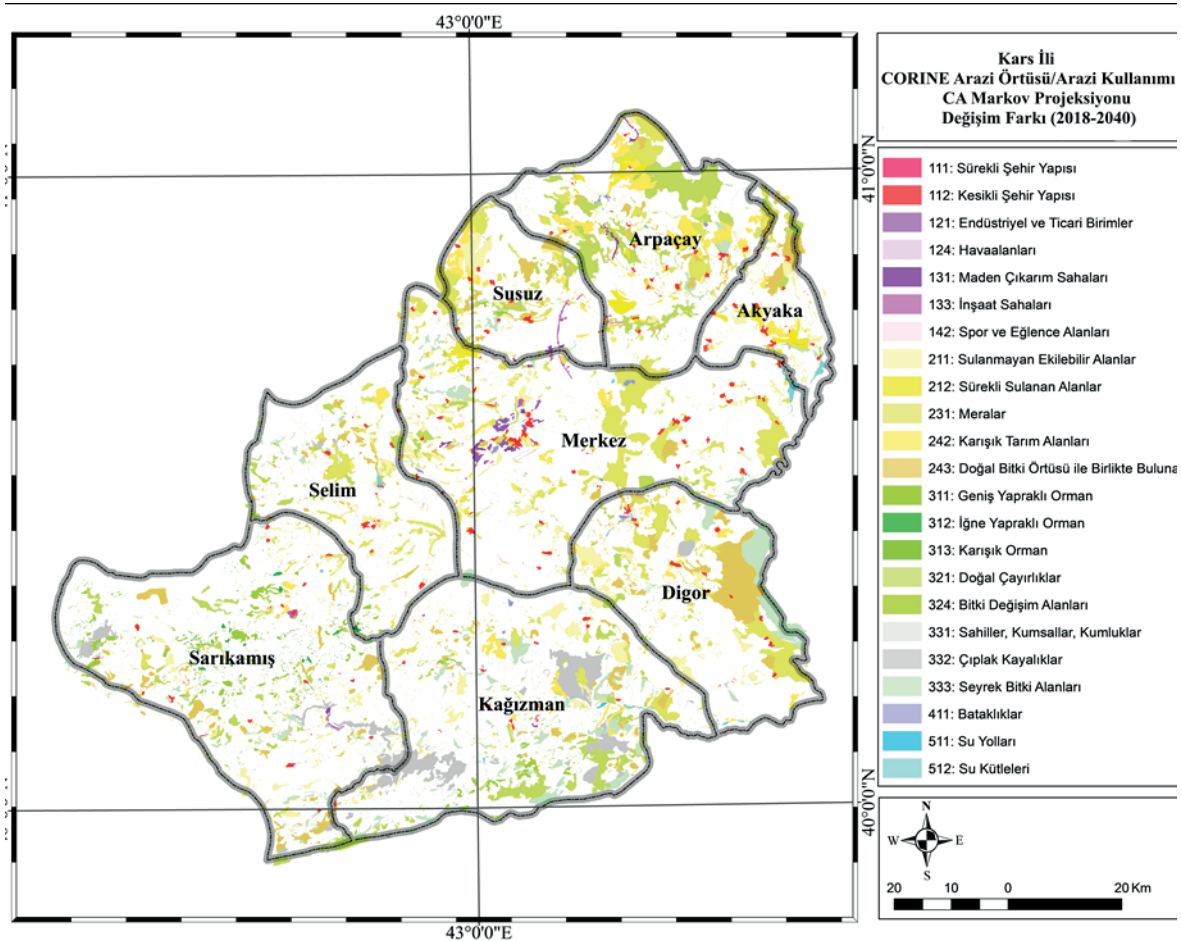 43°0'0"E
Kars İli
CORINE Arazi Örtüsü/Arazi Kullanımı
CA Markov Projeksiyonu
Değişim Farkı (2018-2040)
41°0'0"N
Arpaçay
Susuz
Akyaka
Merkez
Selim
Digor
Sarıkamış
Kağızman
40°0'0"N
43°0'0"E
111: Sürekli Şehir Yapısı
112: Kesikli Şehir Yapısı
121: Endüstriyel ve Ticari Birimler
124: Havaalanları
131: Maden Çıkarım Sahaları
133: İnşaat Sahaları
142: Spor ve Eğlence Alanları
211: Sulanmayan Ekilebilir Alanlar
212: Sürekli Sulanan Alanlar
231: Meralar
242: Karışık Tarım Alanları
243: Doğal Bitki Örtüsü ile Birlikte Buluna
311: Geniş Yapraklı Orman
312: İğne Yapraklı Orman
313: Karışık Orman
321: Doğal Çayırlıklar
324: Bitki Değişim Alanları
331: Sahiller, Kumsallar, Kumluklar
332: Çıplak Kayalıklar
333: Seyrek Bitki Alanları
411: Bataklıklar
511: Su Yolları
512: Su Kütleleri
N
W E
S
20 10 0 20 Km